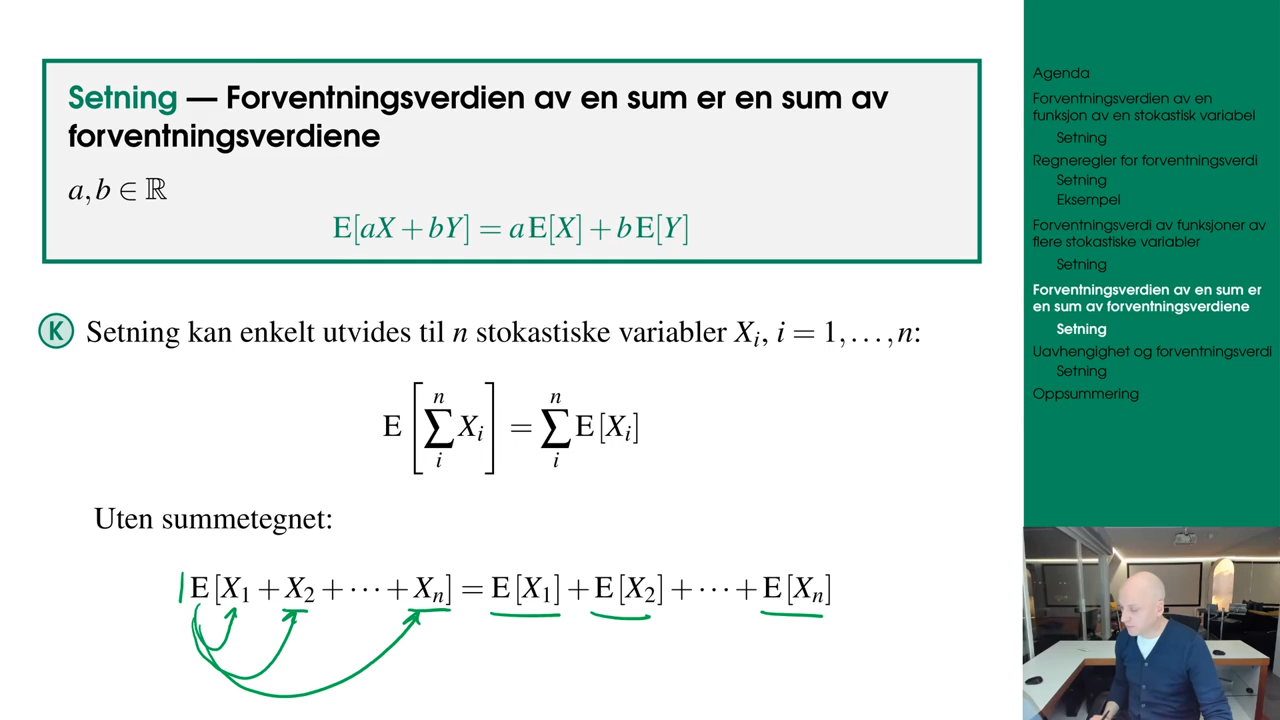 Setning — Forventningsverdien av en sum er en sum av
forventningsverdiene
a, b ∈ ℝ
E[aX + bY] = a E[X] + b E[Y]
K Setning kan enkelt utvides til n stokastiske variabler X_i, i = 1, ..., n:
E [∑_i^n X_i] = ∑_i^n E[X_i]
Uten summetegnet:
E[X_1 + X_2 + ··· + X_n] = E[X_1] + E[X_2] + ··· + E[X_n]
Agenda
Forventningsverdien av en
funksjon av en stokastisk variabel
Setning
Regneregler for forventningsverdi
Setning
Eksempel
Forventningsverdi av funksjoner av
flere stokastiske variabler
Setning
Forventningsverdien av en sum er
en sum av forventningsverdiene
Setning
Uavhengighet og forventningsverdi
Setning
Oppsummering